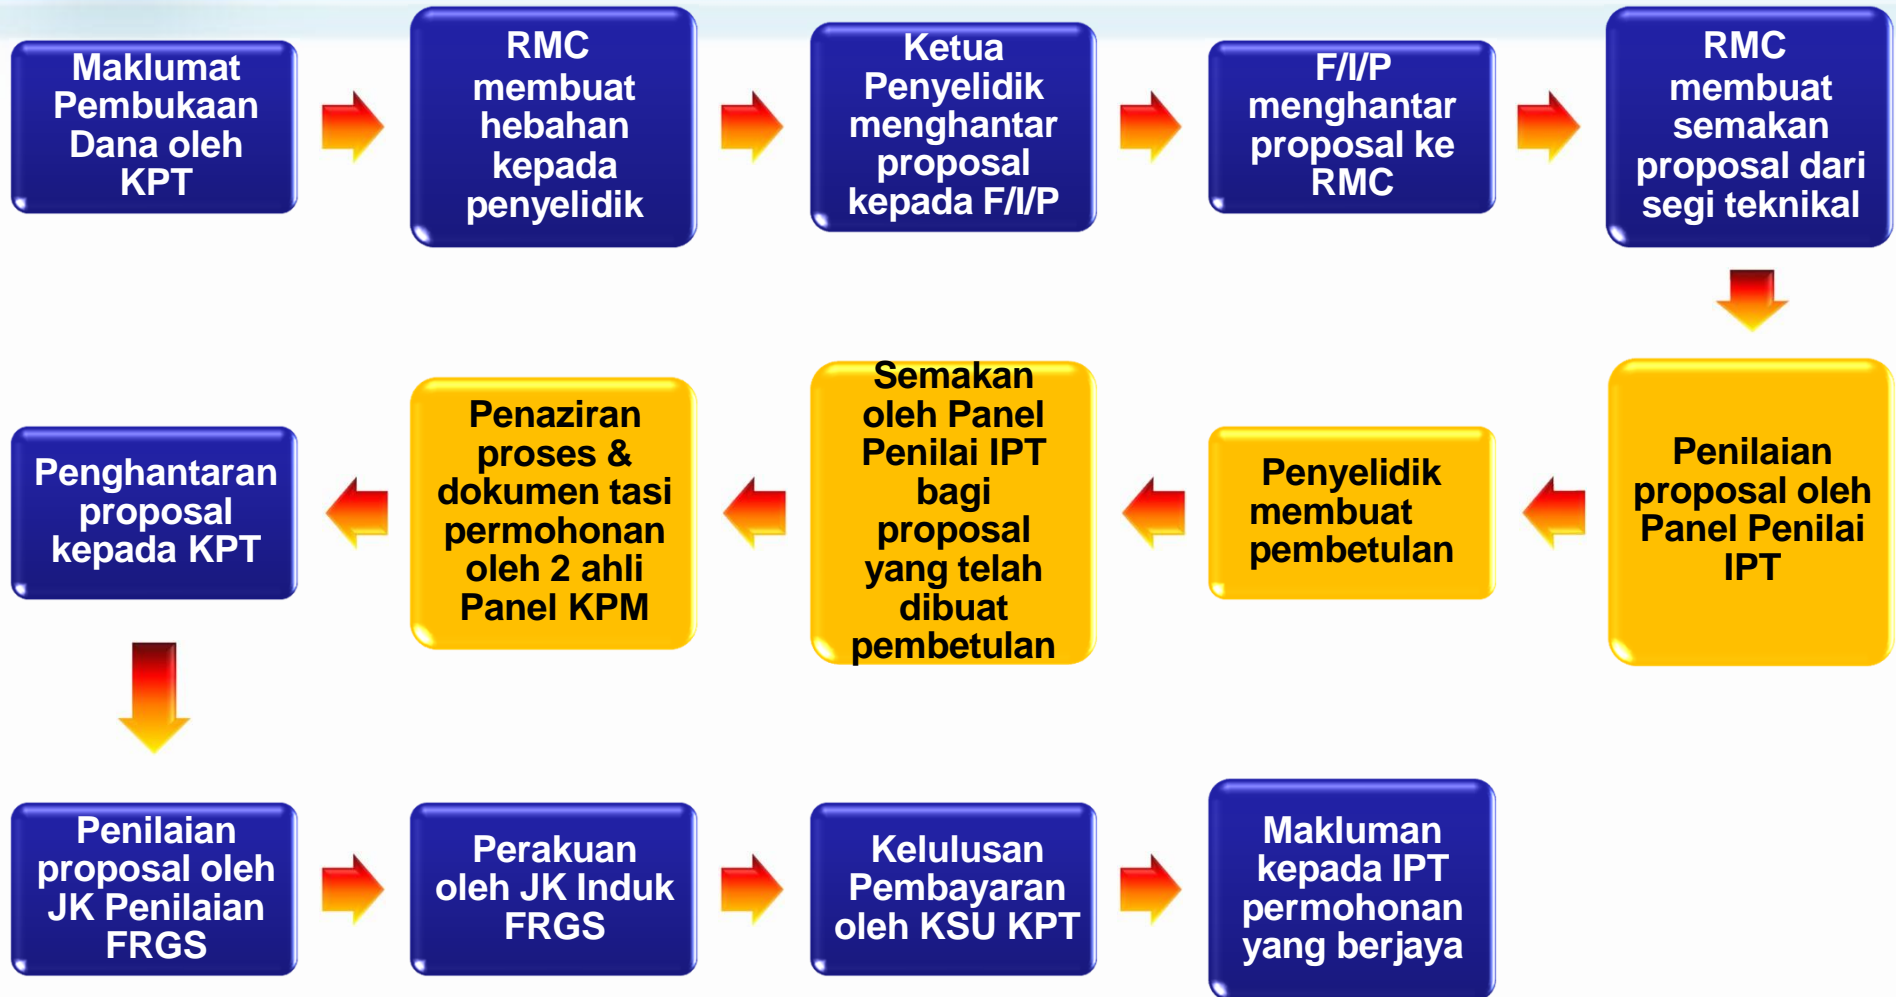 Maklumat
Pembukaan
Dana oleh
KPT
RMC
membuat
hebahan
kepada
penyelidik
Ketua
Penyelidik
menghantar
proposal
kepada F/I/P
F/I/P
menghantar
proposal ke
RMC
RMC
membuat
semakan
proposal dari
segi teknikal
Penilaian
proposal oleh
Panel Penilai
IPT
Penyelidik
membuat
pembetulan
Semakan
oleh Panel
Penilai IPT
bagi
proposal
yang telah
dibuat
pembetulan
Penaziran
proses &
dokumen tasi
permohonan
oleh 2 ahli
Panel KPM
Penghantaran
proposal
kepada KPT
Penilaian
proposal oleh
JK Penilaian
FRGS
Perakuan
oleh JK Induk
FRGS
Kelulusan
Pembayaran
oleh KSU KPT
Makluman
kepada IPT
permohonan
yang berjaya